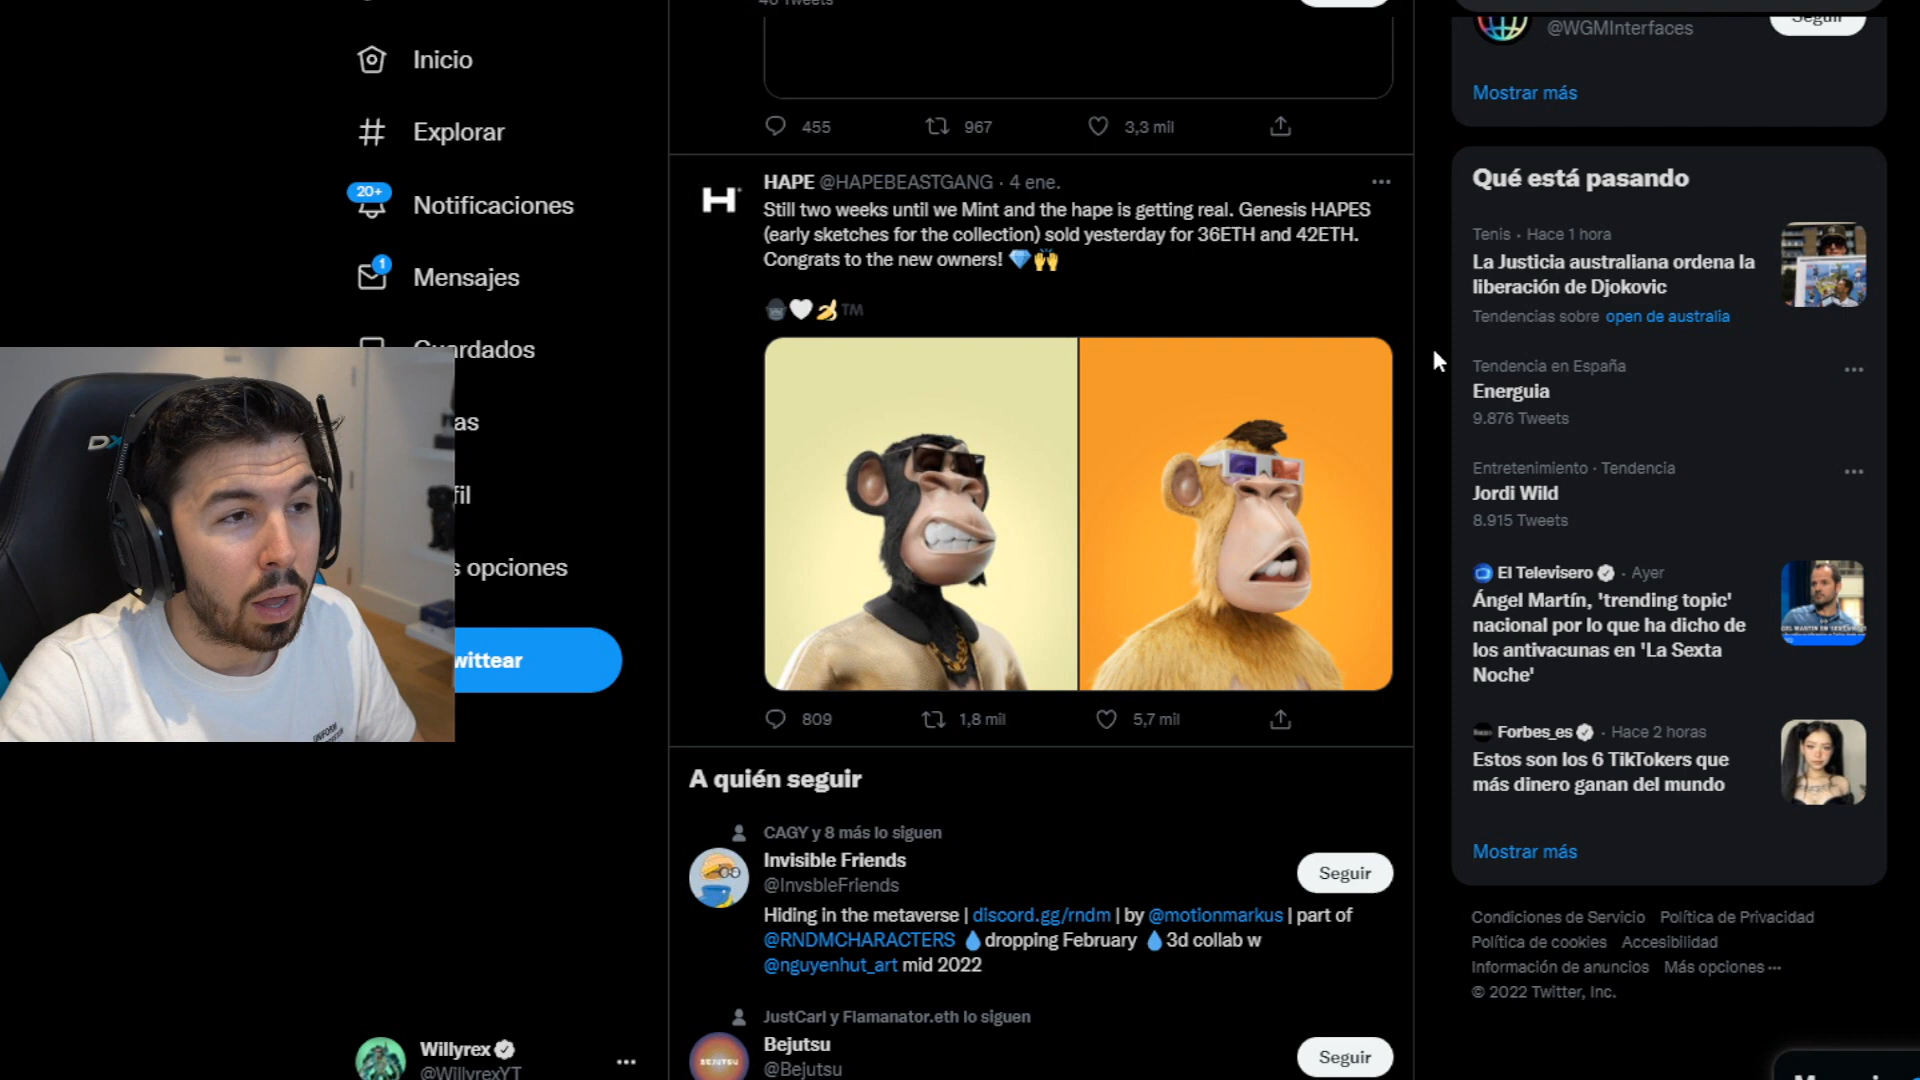 Inicio
Explorar
20+
Notificaciones
1
Mensajes
Guardados
as
fil
s opciones
wittear
Willyrex
@WillyrexYT
DX
Tweets
455
967
3,3 mil
HAPE @HAPEBEASTGANG · 4 ene.
Still two weeks until we Mint and the hape is getting real. Genesis HAPES
(early sketches for the collection) sold yesterday for 36ETH and 42ETH.
Congrats to the new owners! 💎🙌
🦍🤍🍌™
809
1,8 mil
5,7 mil
A quién seguir
CAGY y 8 más lo siguen
Invisible Friends
@InvsbleFriends
Seguir
Hiding in the metaverse | discord.gg/rndm | by @motionmarkus | part of
@RNDMCHARACTERS 💧dropping February 💧3d collab w
@nguyenhut_art mid 2022
JustCarl y Flamanator.eth lo siguen
BEJUTSU
Bejutsu
@Bejutsu
Seguir
@WGMInterfaces
Seguir
Mostrar más
Qué está pasando
Tenis · Hace 1 hora
La Justicia australiana ordena la
liberación de Djokovic
Tendencias sobre open de australia
Tendencia en España
Energuia
9.876 Tweets
Entretenimiento · Tendencia
Jordi Wild
8.915 Tweets
El Televisero · Ayer
Ángel Martín, 'trending topic'
nacional por lo que ha dicho de
los antivacunas en 'La Sexta
Noche'
Forbes_es · Hace 2 horas
Estos son los 6 TikTokers que
más dinero ganan del mundo
Mostrar más
Condiciones de Servicio Política de Privacidad
Política de cookies Accesibilidad
Información de anuncios Más opciones ···
© 2022 Twitter, Inc.